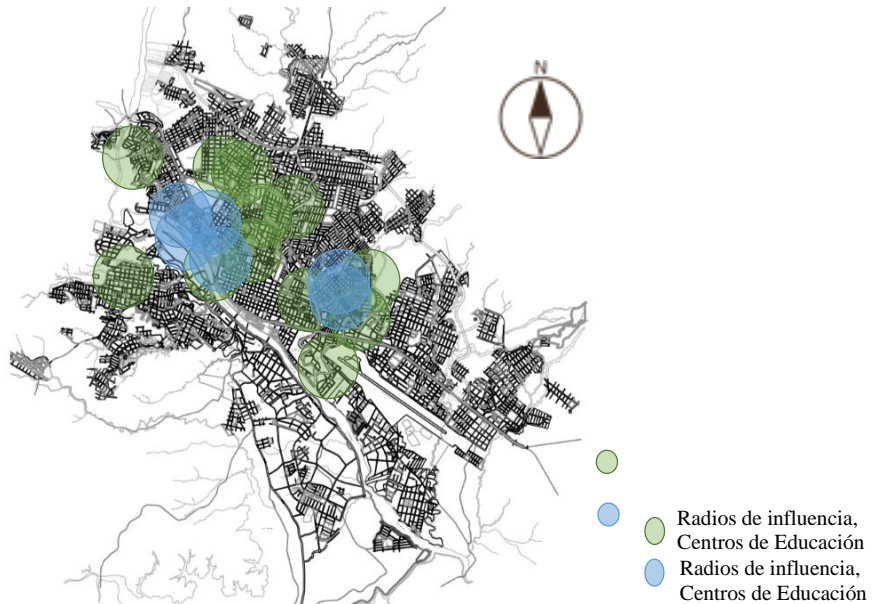 N
Radios de influencia,
Centros de Educación
Radios de influencia,
Centros de Educación